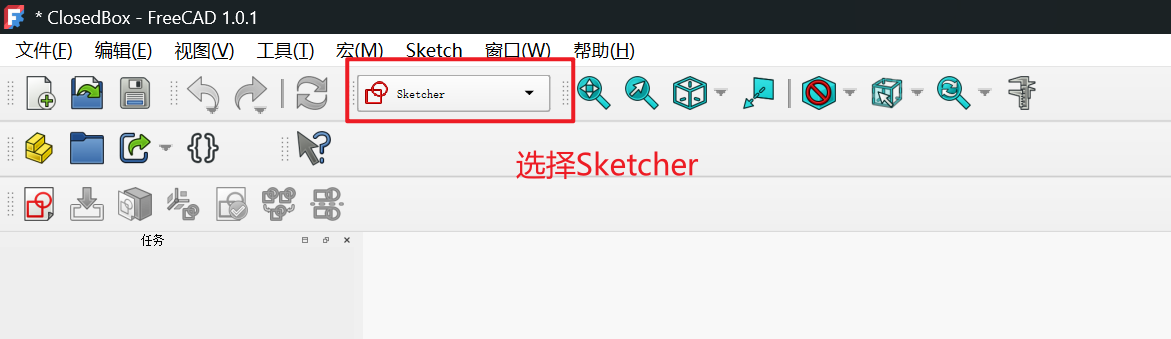 * ClosedBox - FreeCAD 1.0.1
文件(F) 编辑(E) 视图(V) 工具(T) 宏(M) Sketch 窗口(W) 帮助(H)
Sketcher
选择Sketcher
任务